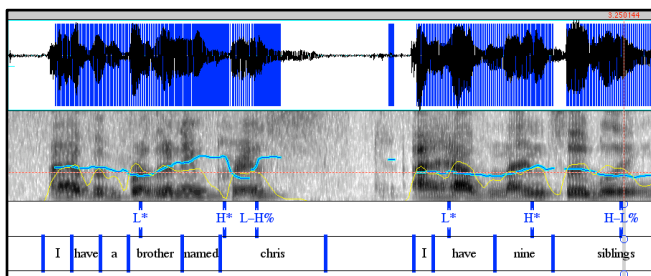 3.250144
L* H* L-H% L* H* H-L%
I have a brother named chris I have nine siblings